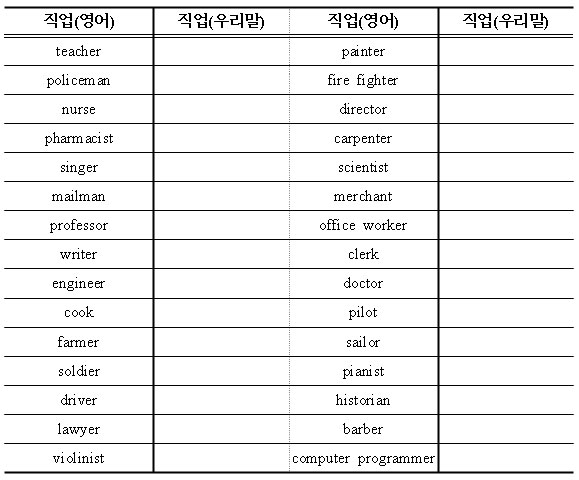 직업(영어) 직업(우리말) 직업(영어) 직업(우리말)
teacher painter
policeman fire fighter
nurse director
pharmacist carpenter
singer scientist
mailman merchant
professor office worker
writer clerk
engineer doctor
cook pilot
farmer sailor
soldier pianist
driver historian
lawyer barber
violinist computer programmer